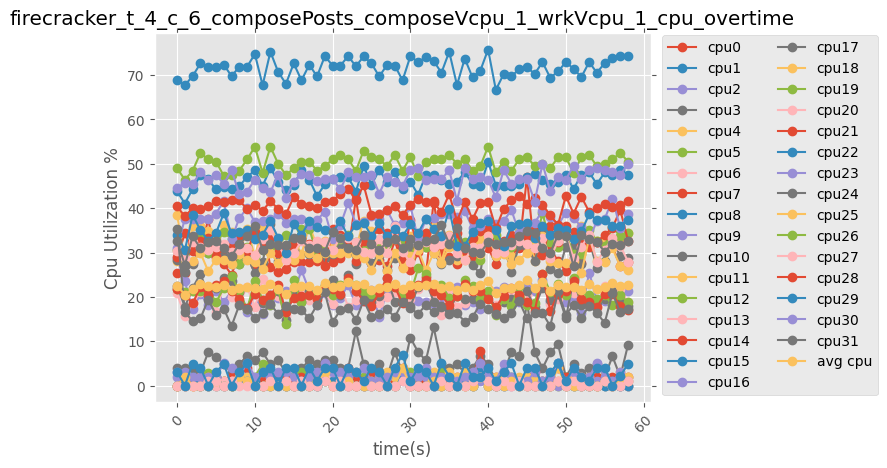 firecracker_t_4_c_6_composePosts_composeVcpu_1_wrkVcpu_1_cpu_overtime
Cpu Utilization %
70
60
50
40
30
20
10
0
0
10
20
30
40
50
60
time(s)
cpu0
cpu1
cpu2
cpu3
cpu4
cpu5
cpu6
cpu7
cpu8
cpu9
cpu10
cpu11
cpu12
cpu13
cpu14
cpu15
cpu16
cpu17
cpu18
cpu19
cpu20
cpu21
cpu22
cpu23
cpu24
cpu25
cpu26
cpu27
cpu28
cpu29
cpu30
cpu31
avg cpu